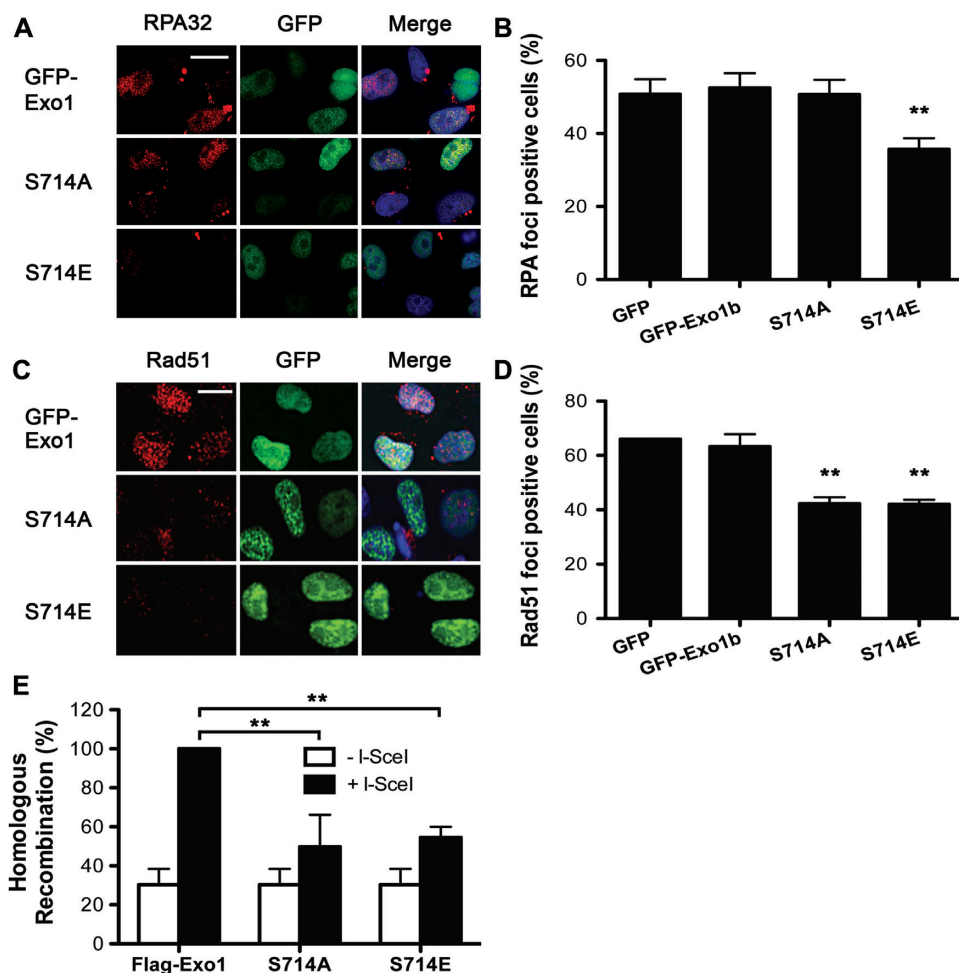 A
RPA32 GFP Merge
GFP-
Exo1
S714A
S714E
B
RPA foci positive cells (%)
80
60
40
20
0
**
GFP
GFP-Exo1b
S714A
S714E
C
Rad51 GFP Merge
GFP-
Exo1
S714A
S714E
D
Rad51 foci positive cells (%)
80
60
40
20
0
** **
GFP
GFP-Exo1b
S714A
S714E
E
Homologous
Recombination (%)
120
100
80
60
40
20
0
**
**
- I-SceI
+ I-SceI
Flag-Exo1 S714A S714E